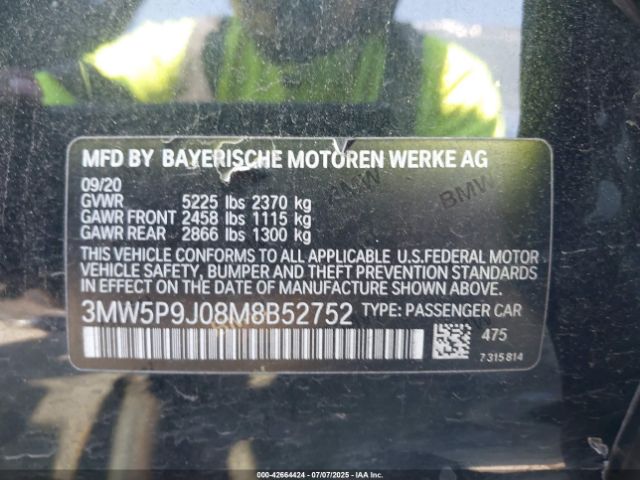 MFD BY BAYERISCHE MOTOREN WERKE AG
09/20
GVWR 5225 lbs 2370 kg
GAWR FRONT 2458 lbs 1115 kg
GAWR REAR 2866 lbs 1300 kg
THIS VEHICLE CONFORMS TO ALL APPLICABLE U.S.FEDERAL MOTOR
VEHICLE SAFETY, BUMPER AND THEFT PREVENTION STANDARDS
IN EFFECT ON THE DATE OF MANUFACTURE SHOWN ABOVE.
3MW5P9J08M8B52752 TYPE: PASSENGER CAR
475
7 315 814
BMW
BMW
000-42664424 | 07/07/2025 - IAAI